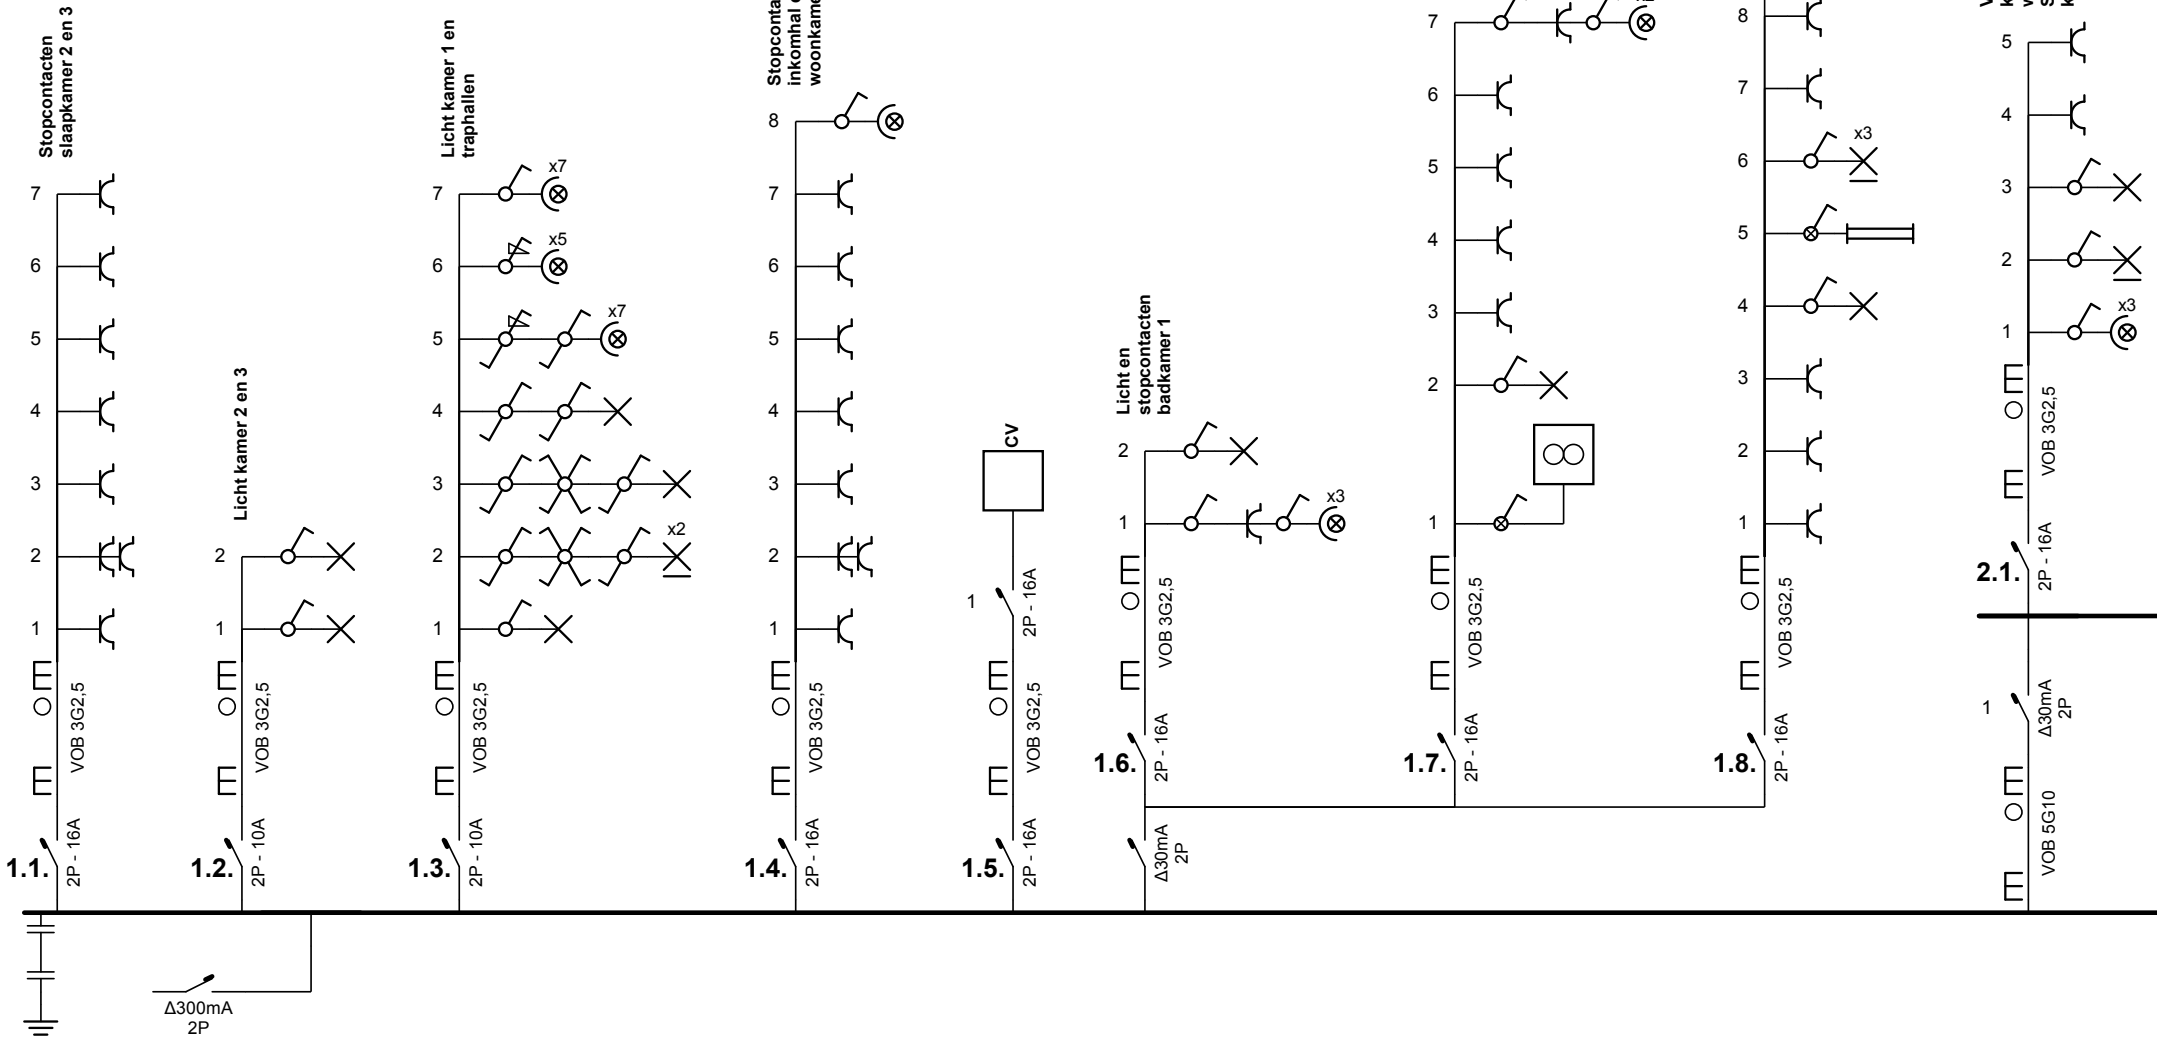 Stopcontacten
slaapkamer 2 en 3
7
6
5
4
3
2
1
VOB 3G2,5
1.1.
2P - 16A
Licht kamer 2 en 3
2
1
VOB 3G2,5
1.2.
2P - 10A
Licht kamer 1 en
traphallen
7
x7
6
x5
5
x7
4
3
2
x2
1
VOB 3G2,5
1.3.
2P - 10A
inkomhal
8
7
6
5
4
3
2
1
VOB 3G2,5
1.4.
2P - 16A
CV
1
2P - 16A
VOB 3G2,5
1.5.
2P - 16A
Licht en
stopcontacten
badkamer 1
2
1
x3
VOB 3G2,5
1.6.
2P - 16A
Δ30mA
2P
7
6
5
4
3
2
1
VOB 3G2,5
1.7.
2P - 16A
8
7
6
x3
5
4
3
2
1
VOB 3G2,5
1.8.
2P - 16A
5
4
3
2
1
x3
VOB 3G2,5
2.1.
2P - 16A
1
Δ30mA
2P
VOB 5G10
Δ300mA
2P